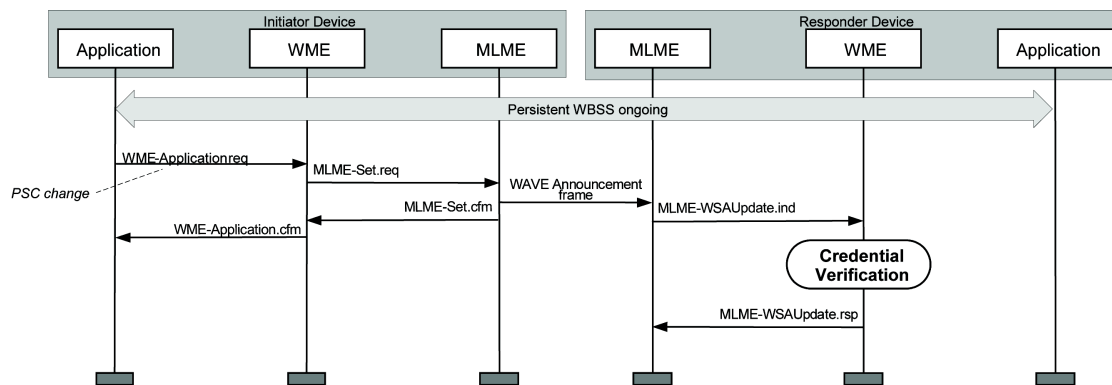 Initiator Device
Responder Device
Application
WME
MLME
MLME
WME
Application
Persistent WBSS ongoing
WME-Applicationreq
PSC change
MLME-Set.req
WAVE Announcement
frame
MLME-Set.cfm
MLME-WSAUpdate.ind
WME-Application.cfm
Credential
Verification
MLME-WSAUpdate.rsp